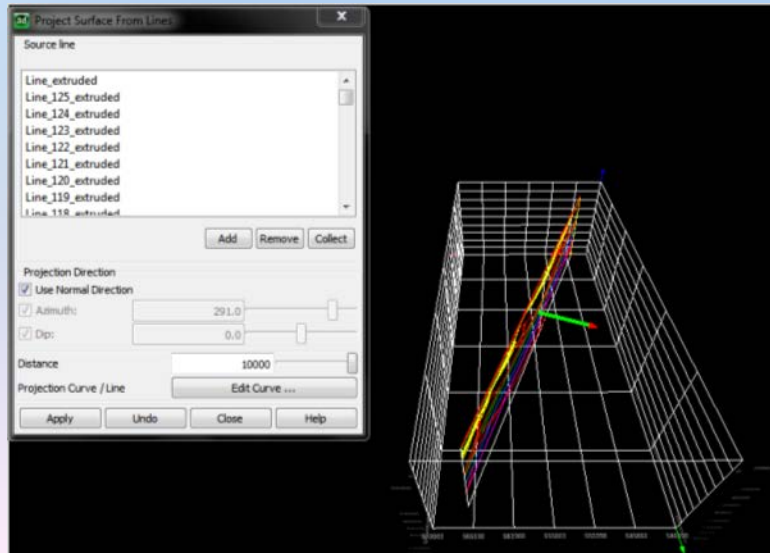 3d Project Surface From Lines X
Source line
Line_extruded
Line_125_extruded
Line_124_extruded
Line_123_extruded
Line_122_extruded
Line_121_extruded
Line_120_extruded
Line_119_extruded
Line_118_extruded
Add Remove Collect
Projection Direction
Use Normal Direction
Azimuth: 291.0
Dip: 0.0
Distance 10000
Projection Curve / Line Edit Curve ...
Apply Undo Close Help